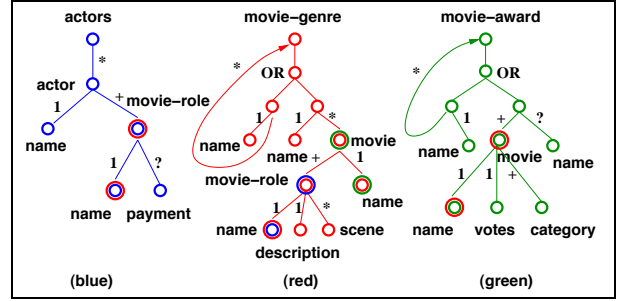 actors
*
actor
1
+
movie-role
name
1
?
name
payment
(blue)
movie-genre
*
OR
1
1
*
name
name
movie
+
1
movie-role
name
1
1
*
name
scene
description
(red)
movie-award
*
OR
1
+
?
name
movie
name
1
1
+
name
votes
category
(green)